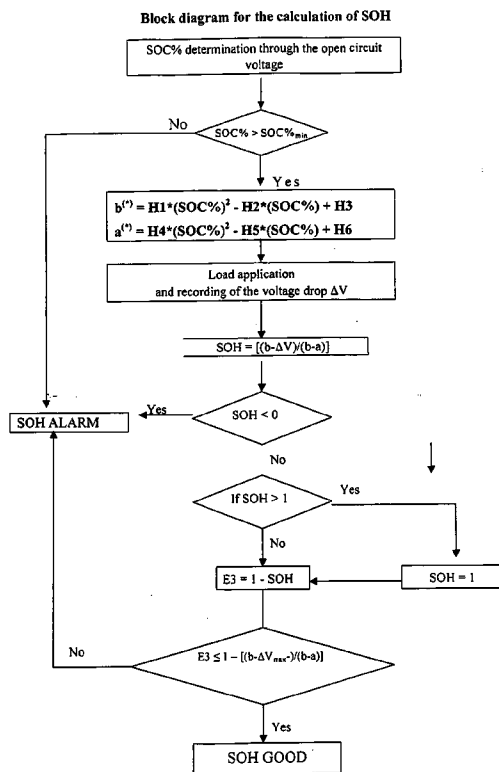 Block diagram for the calculation of SOH
SOC% determination through the open circuit
voltage
No
SOC% > SOC%min
Yes
b(*) = H1*(SOC%)² - H2*(SOC%) + H3
a(*) = H4*(SOC%)² - H5*(SOC%) + H6
Load application
and recording of the voltage drop ΔV
SOH = [(b-ΔV)/(b-a)]
Yes
SOH < 0
SOH ALARM
No
If SOH > 1
Yes
No
E3 = 1 - SOH
SOH = 1
No
E3 ≤ 1 – [(b-ΔVmax-)/(b-a)]
Yes
SOH GOOD